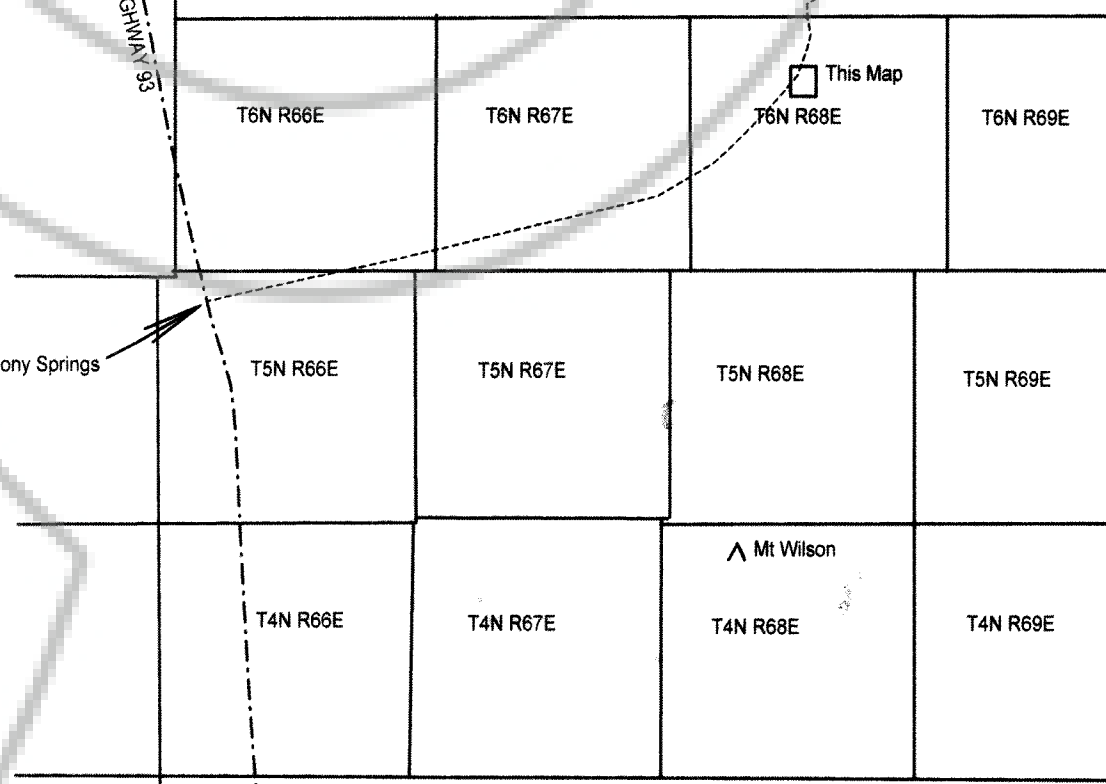 GHWAY 93
This Map
T6N R66E
T6N R67E
T6N R68E
T6N R69E
ony Springs
T5N R66E
T5N R67E
T5N R68E
T5N R69E
Mt Wilson
T4N R66E
T4N R67E
T4N R68E
T4N R69E